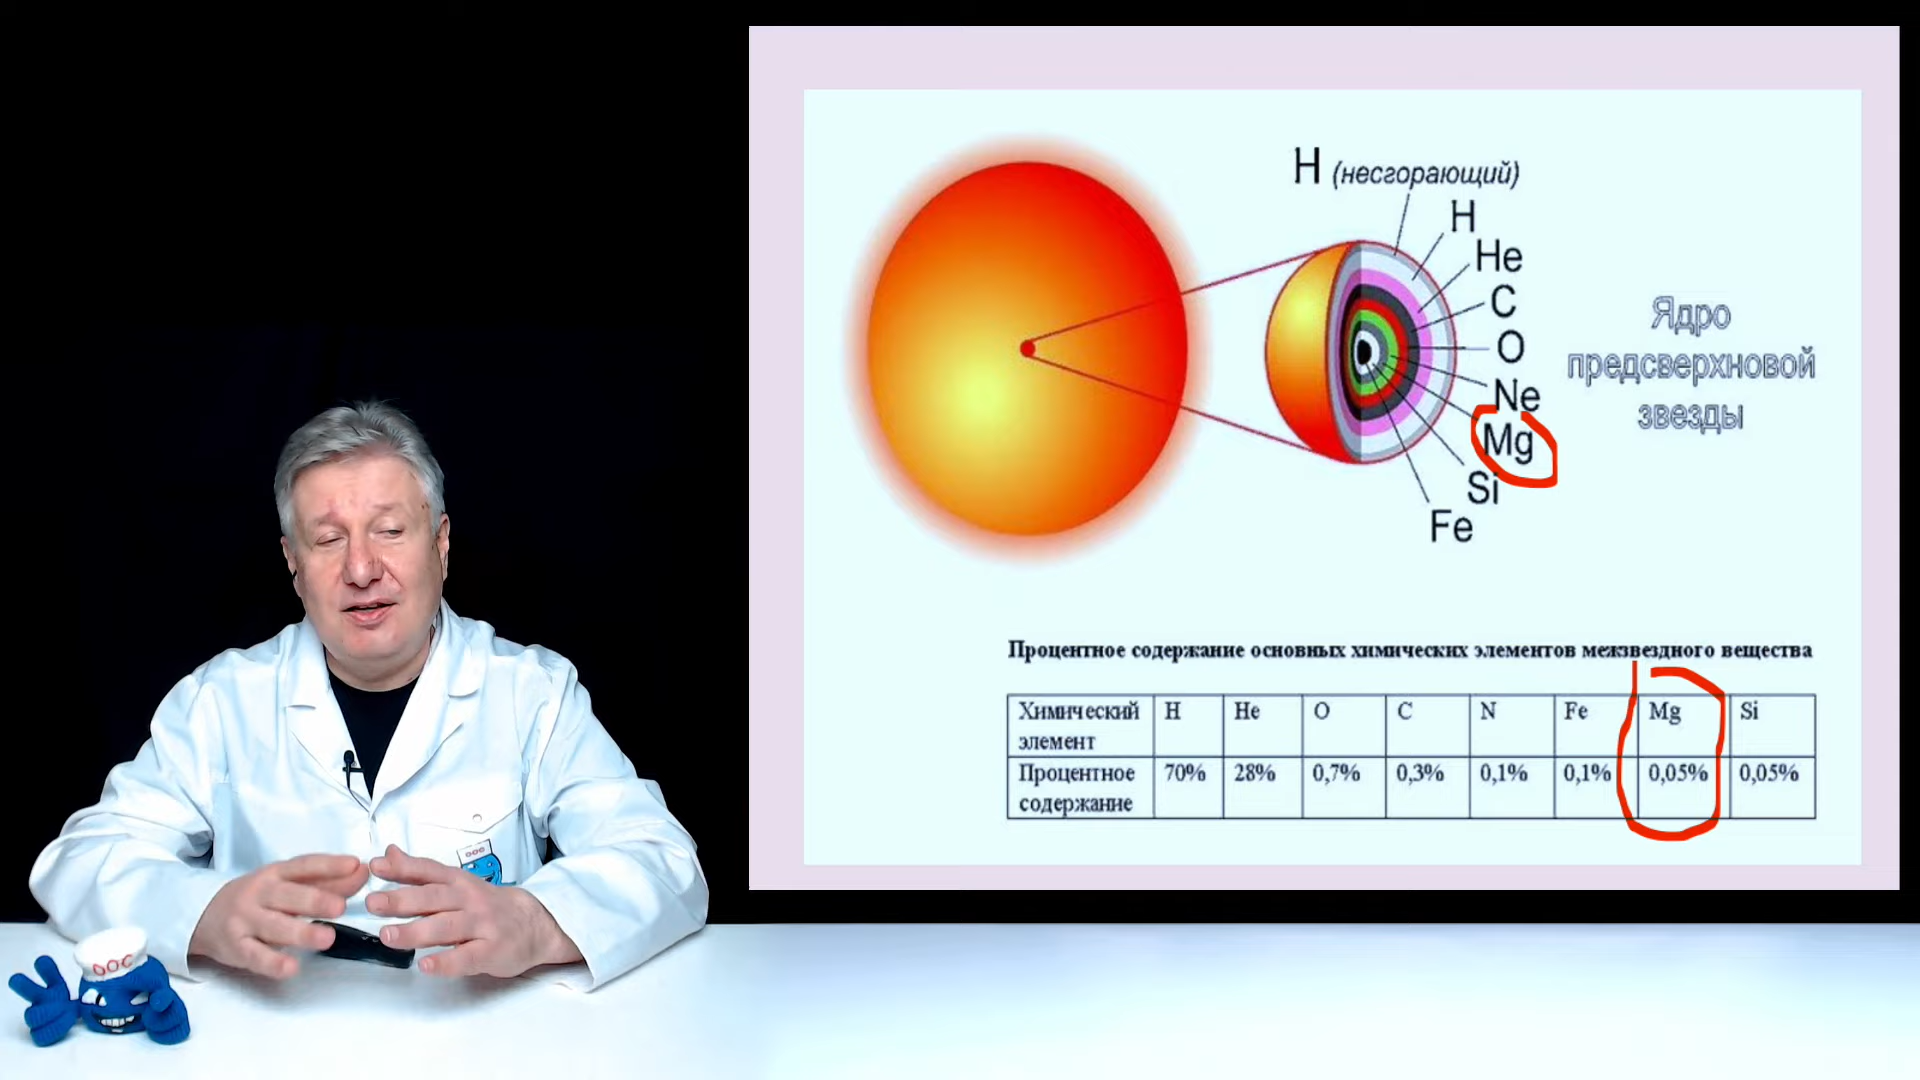 H (несгорающий)
H
He
C
O
Ne
Mg
Si
Fe
Ядро
предсверхновой
звезды
Процентное содержание основных химических элементов межзвездного вещества
Химический элемент H He O C N Fe Mg Si
Процентное содержание 70% 28% 0,7% 0,3% 0,1% 0,1% 0,05% 0,05%
DOC